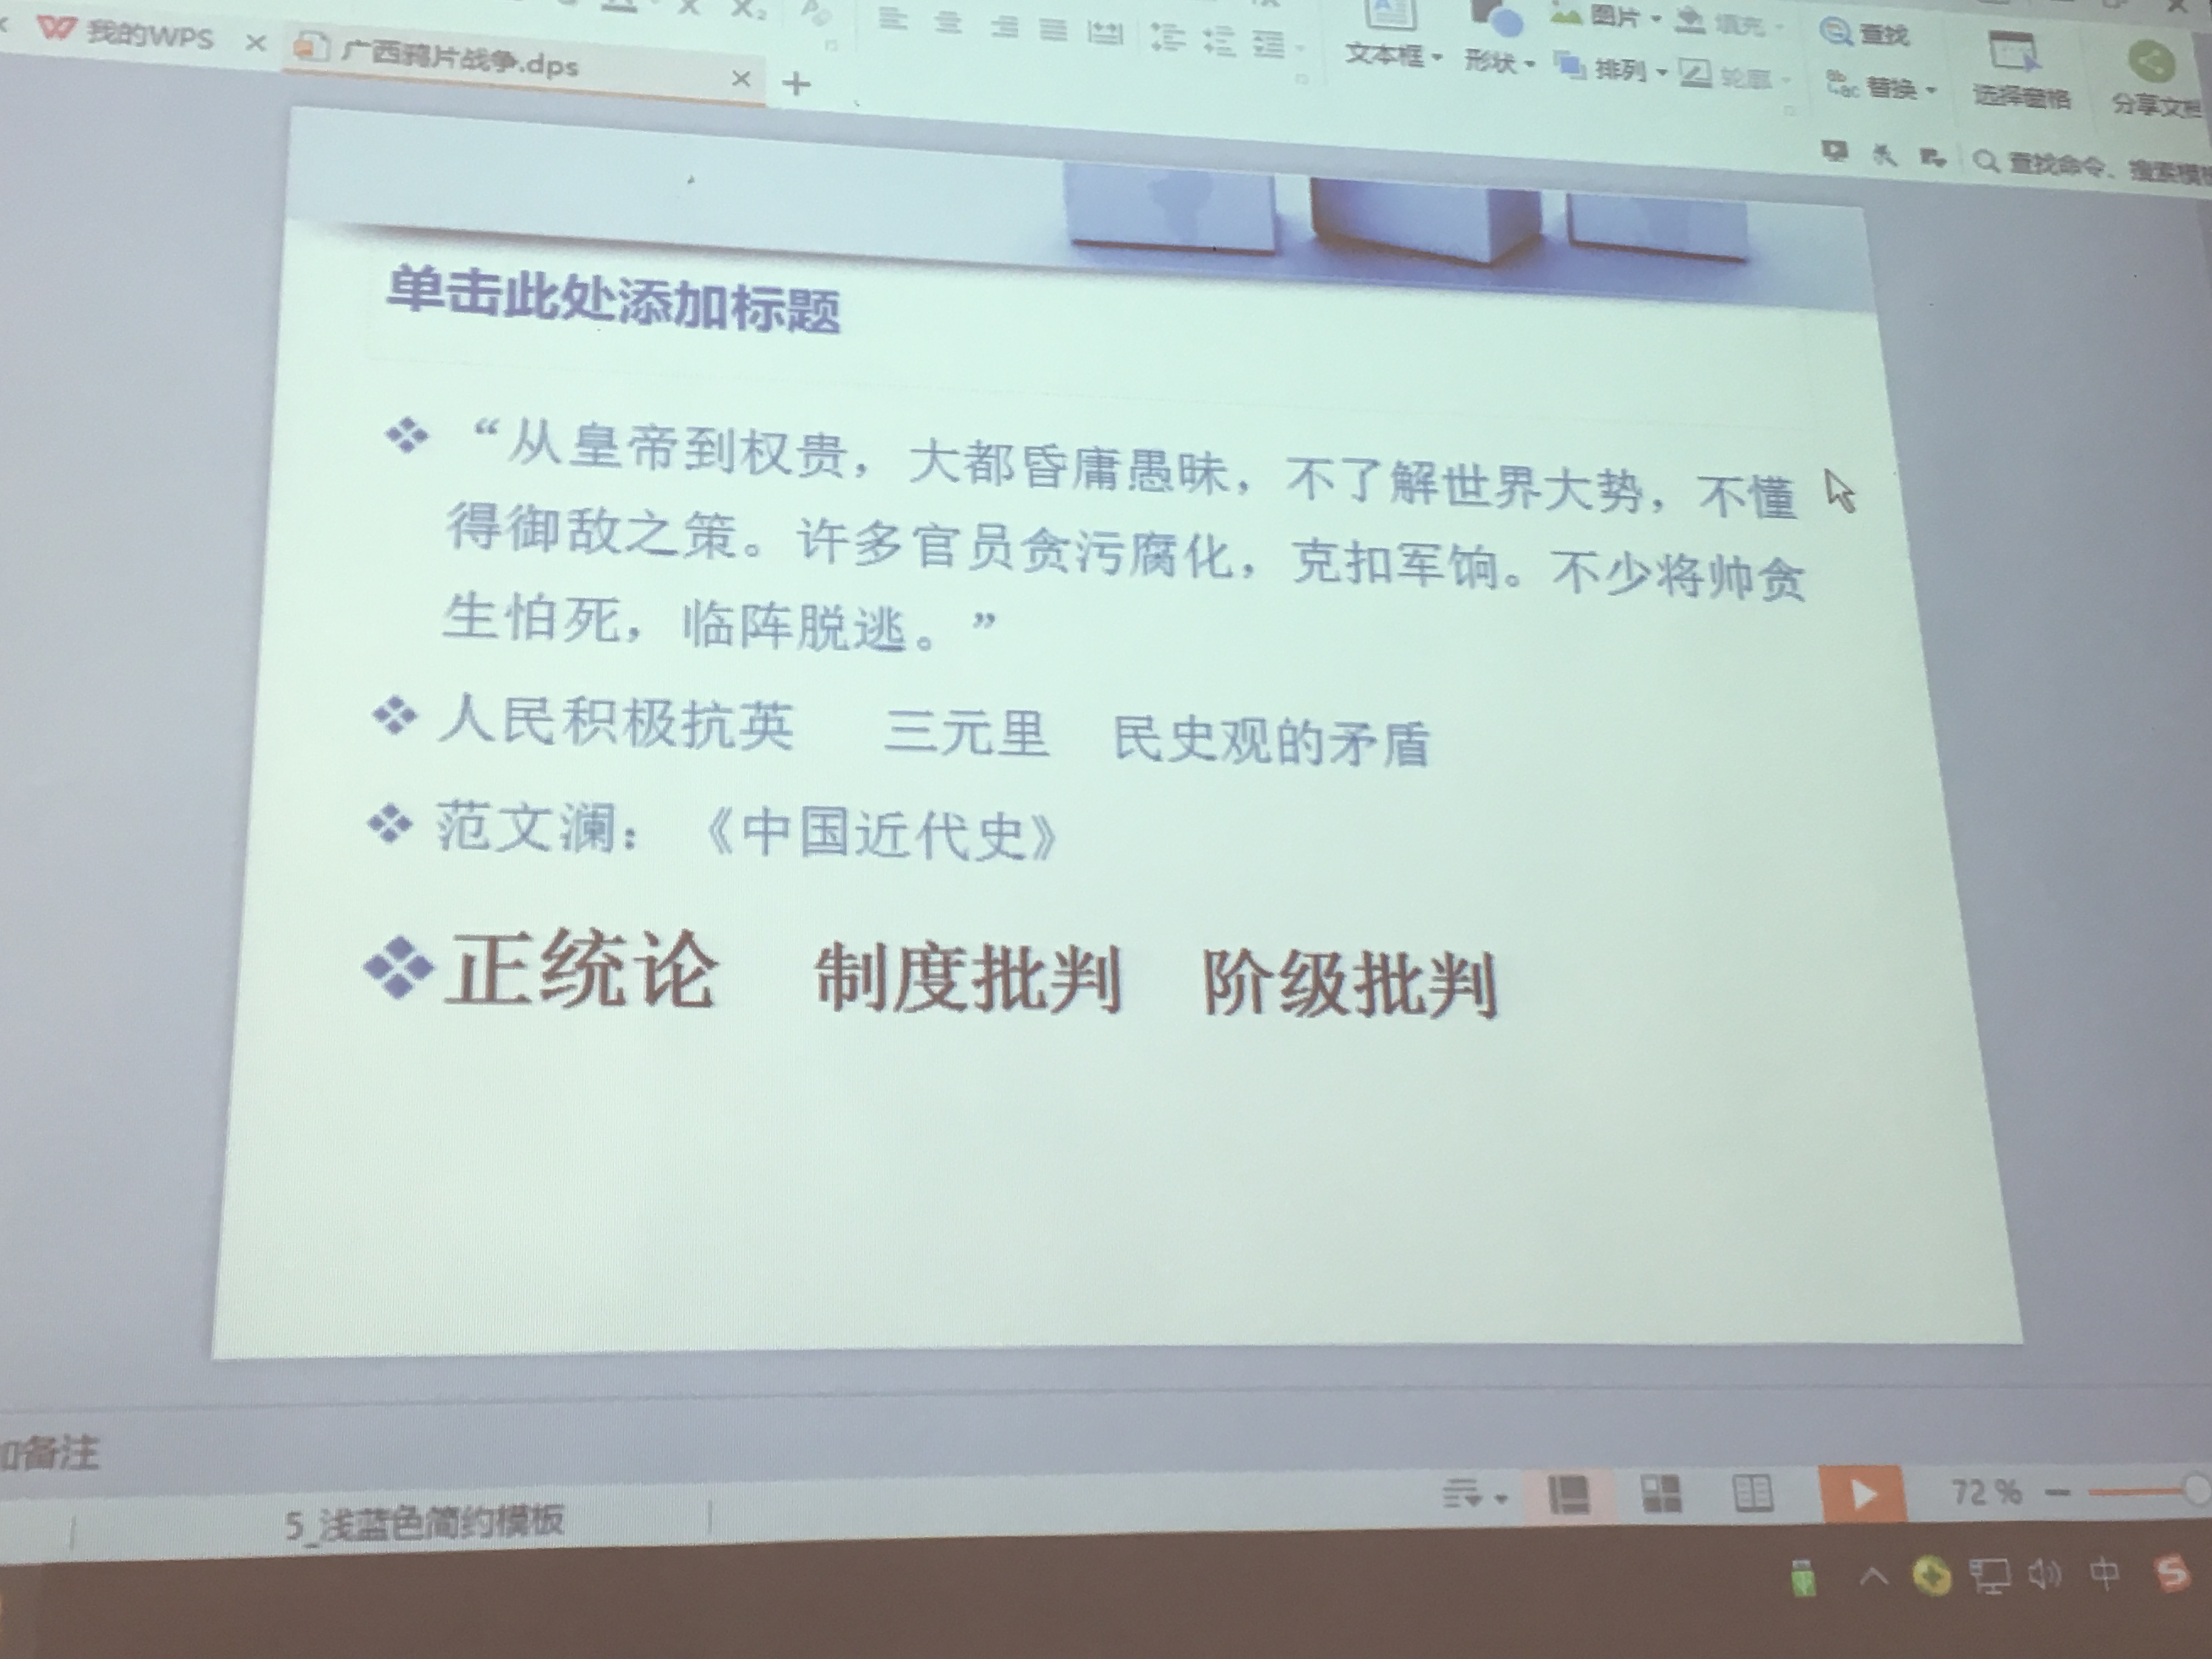 我的WPS
广西鸦片战争.dps
文本框
形状
图片
填充
查找
排列
轮廓
替换
选择窗格
分享文档
查找命令、搜索模板
单击此处添加标题
“从皇帝到权贵，大都昏庸愚昧，不了解世界大势，不懂
得御敌之策。许多官员贪污腐化，克扣军饷。不少将帅贪
生怕死，临阵脱逃。”
人民积极抗英 三元里 民史观的矛盾
范文澜：《中国近代史》
正统论 制度批判 阶级批判
加备注
5_浅蓝色简约模板
72 %
中